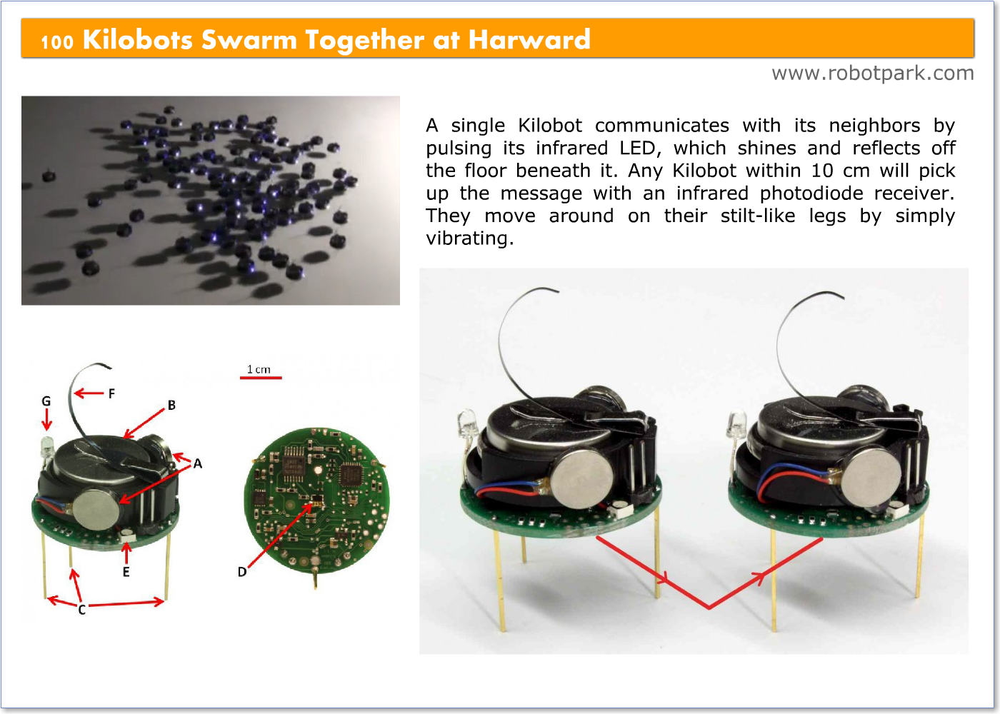 100 Kilobots Swarm Together at Harward
www.robotpark.com
A single Kilobot communicates with its neighbors by
pulsing its infrared LED, which shines and reflects off
the floor beneath it. Any Kilobot within 10 cm will pick
up the message with an infrared photodiode receiver.
They move around on their stilt-like legs by simply
vibrating.
1 cm
F
G
B
A
D
E
C